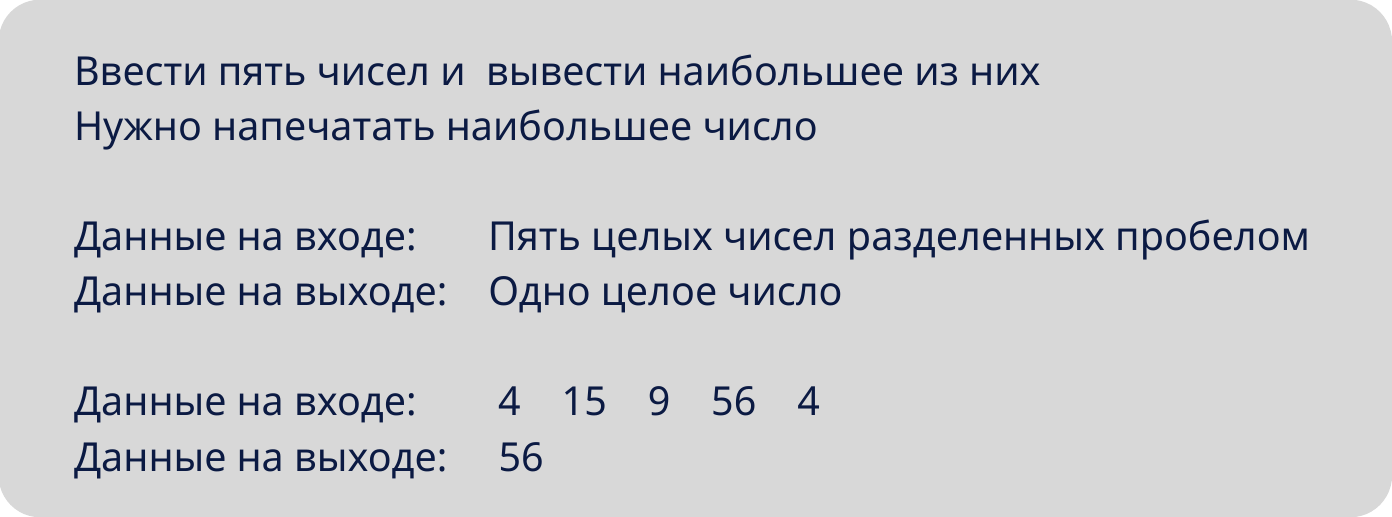 Ввести пять чисел и  вывести наибольшее из них
Нужно напечатать наибольшее число
Данные на входе:       Пять целых чисел разделенных пробелом
Данные на выходе:    Одно целое число
Данные на входе:        4    15    9    56    4
Данные на выходе:     56